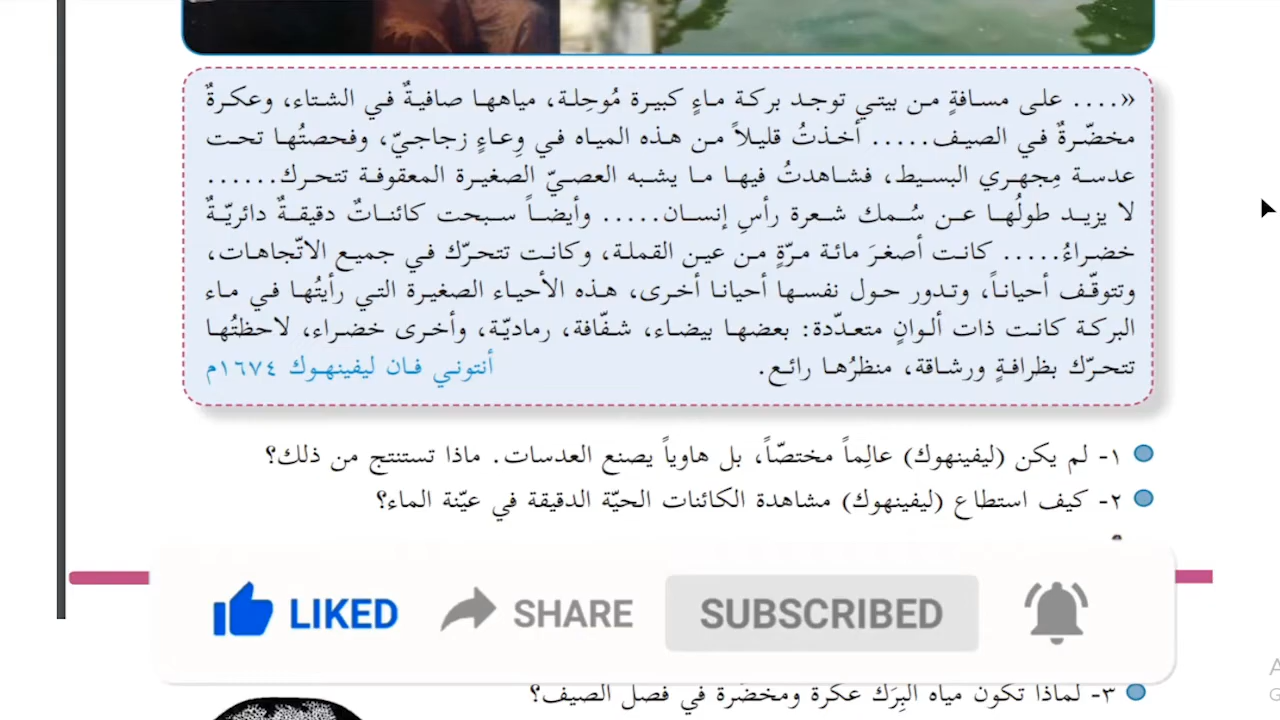 «.... على مسافةٍ من بيتي توجد بركة ماءٍ كبيرة مُوحِلة، مياهها صافيةٌ في الشتاء، وعكرةٌ
مخضّرةٌ في الصيف..... أخذتُ قليلاً من هذه المياه في وِعاءٍ زجاجيّ، وفحصتُها تحت
عدسة مِجهري البسيط، فشاهدتُ فيها ما يشبه العصيّ الصغيرة المعقوفة تتحرك......
لا يزيد طولُها عن سُمك شعرة رأسِ إنسان..... وأيضاً سبحت كائناتٌ دقيقةٌ دائريّةٌ
خضراءُ..... كانت أصغرَ مائة مرّةٍ من عين القملة، وكانت تتحرّك في جميع الاتّجاهات،
وتتوقّف أحياناً، وتدور حول نفسها أحيانا أخرى، هذه الأحياء الصغيرة التي رأيتُها في ماء
البركة كانت ذات ألوانٍ متعدّدة: بعضها بيضاء، شفّافة، رماديّة، وأخرى خضراء، لاحظتُها
تتحرّك بظرافةٍ ورشاقة، منظرُها رائع. أنتوني فان ليفينهوك ١٦٧٤م
١- لم يكن (ليفينهوك) عالِماً مختصّاً، بل هاوياً يصنع العدسات. ماذا تستنتج من ذلك؟
٢- كيف استطاع (ليفينهوك) مشاهدة الكائنات الحيّة الدقيقة في عيّنة الماء؟
LIKED SHARE SUBSCRIBED
٣- لماذا تكون مياه البِرَك عكرة ومخضّرة في فصل الصيف؟